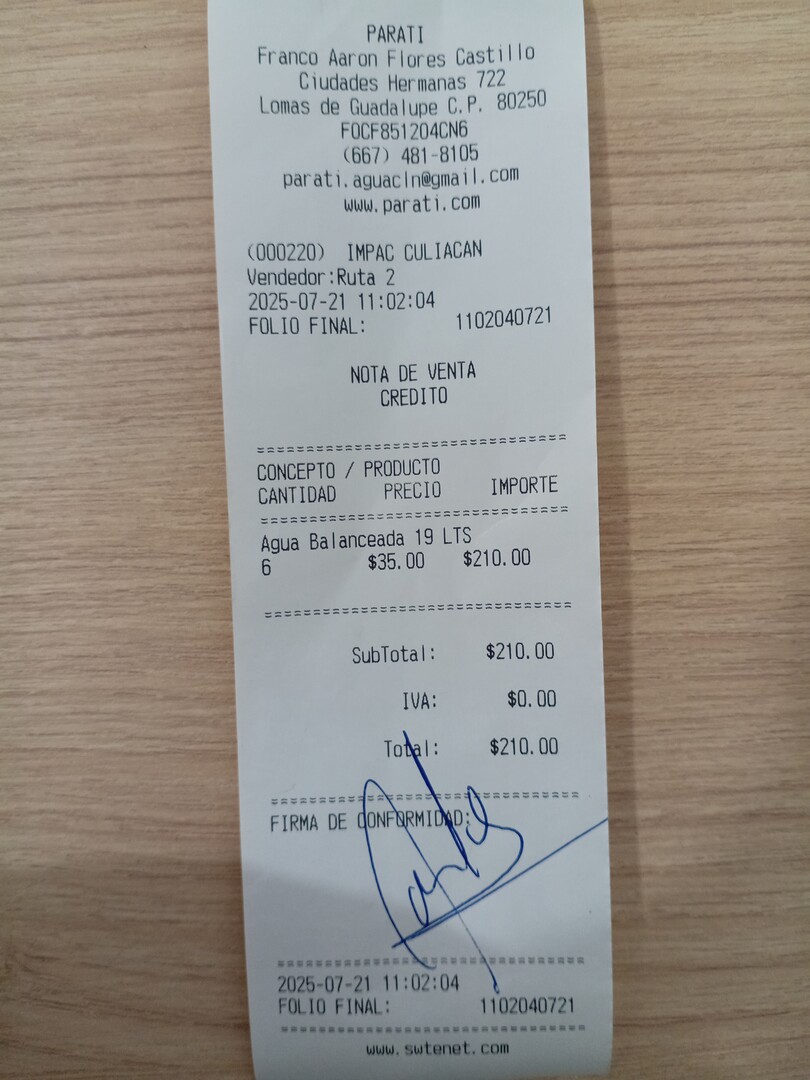 PARATI
Franco Aaron Flores Castillo
Ciudades Hermanas 722
Lomas de Guadalupe C.P. 80250
FOCF851204CN6
(667) 481-8105
parati.aguacln@gmail.com
www.parati.com
(000220) IMPAC CULIACAN
Vendedor:Ruta 2
2025-07-21 11:02:04
FOLIO FINAL: 1102040721
NOTA DE VENTA
CREDITO
================================
CONCEPTO / PRODUCTO
CANTIDAD PRECIO IMPORTE
================================
Agua Balanceada 19 LTS
6 $35.00 $210.00
================================
SubTotal: $210.00
IVA: $0.00
Total: $210.00
================================
FIRMA DE CONFORMIDAD:
================================
2025-07-21 11:02:04
FOLIO FINAL: 1102040721
================================
www.swtenet.com